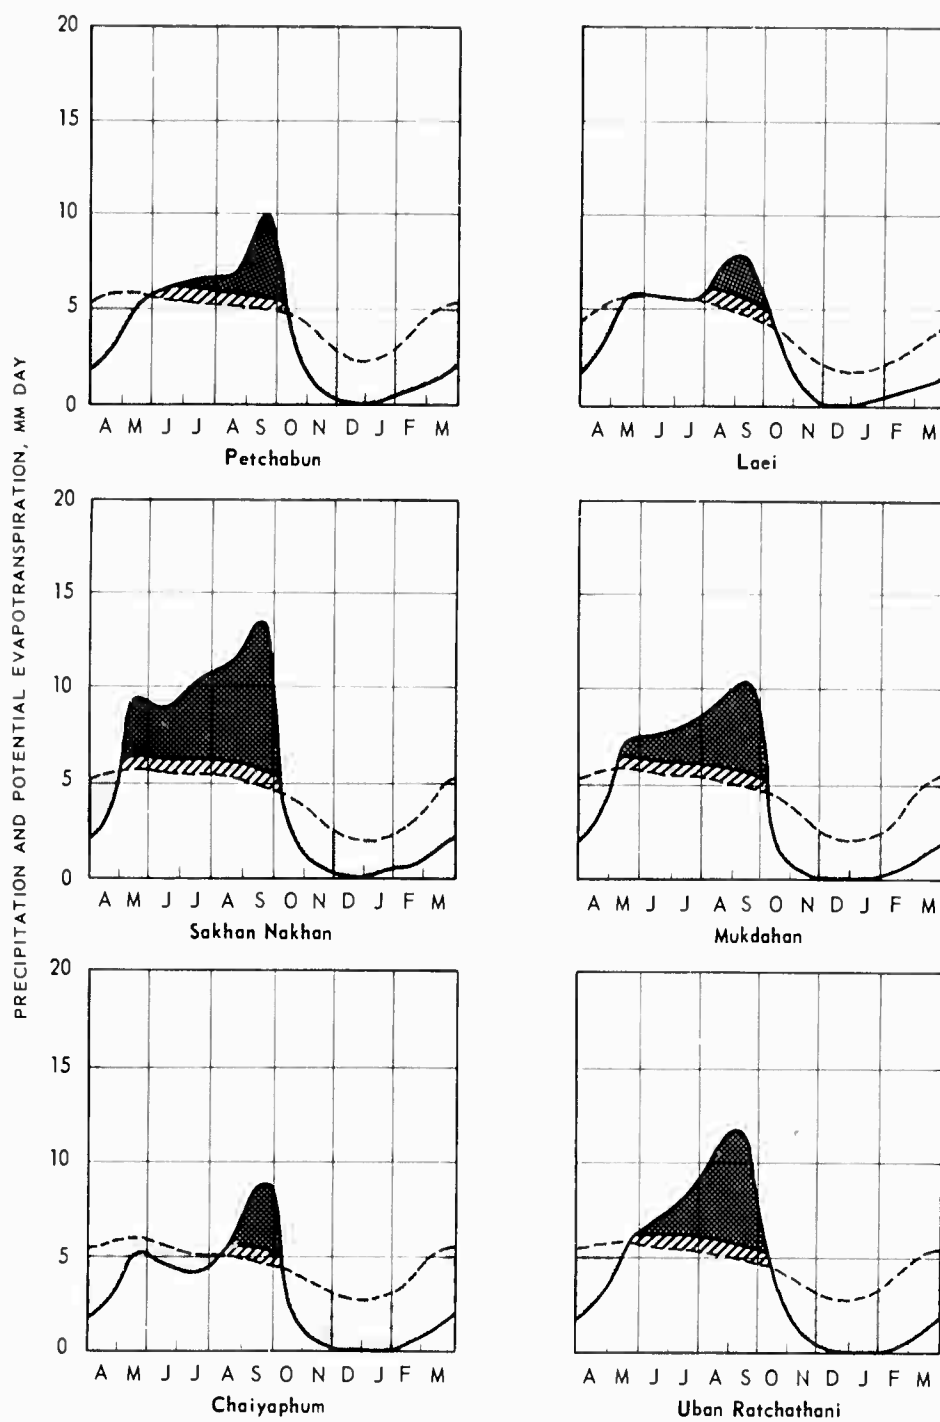 PRECIPITATION AND POTENTIAL EVAPOTRANSPIRATION, MM DAY
20
15
10
5
0
A M J J A S O N D J F M
Petchabun
A M J J A S O N D J F M
Laei
20
15
10
5
0
A M J J A S O N D J F M
Sakhan Nakhan
A M J J A S O N D J F M
Mukdahan
20
15
10
5
0
A M J J A S O N D J F M
Chaiyaphum
A M J J A S O N D J F M
Uban Ratchathani